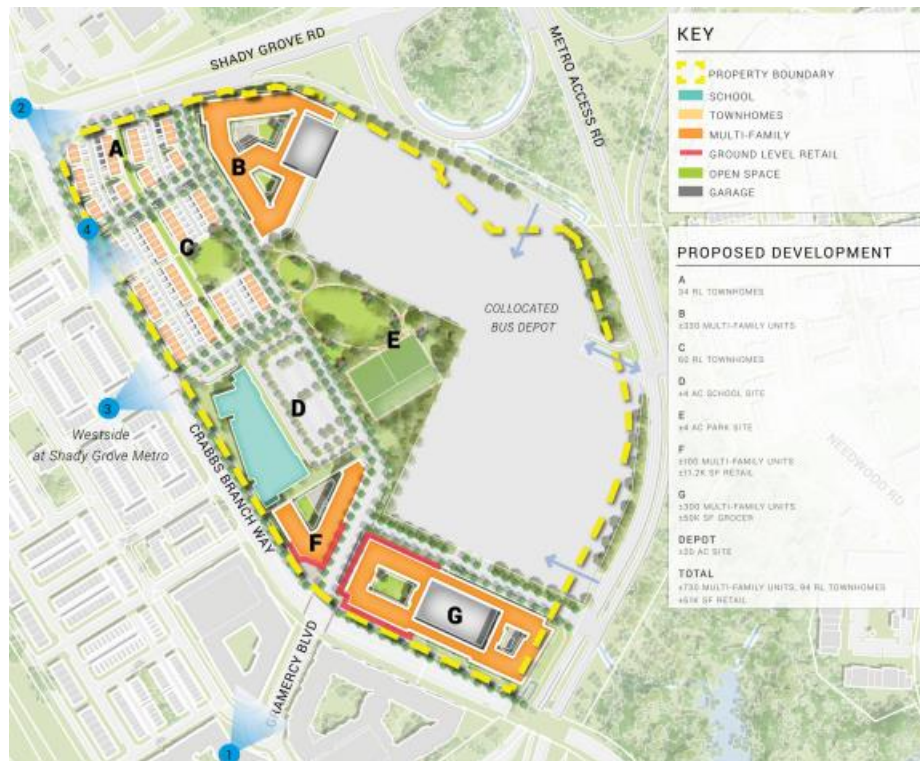 SHADY GROVE RD
METRO ACCESS RD
2
A
B
4
C
COLLOCATED
BUS DEPOT
E
3
D
Westside
at Shady Grove Metro
CRABBS BRANCH WAY
F
G
GRAMERCY BLVD
1
NEEDWOOD RD
KEY
PROPERTY BOUNDARY
SCHOOL
TOWNHOMES
MULTI-FAMILY
GROUND LEVEL RETAIL
OPEN SPACE
GARAGE
PROPOSED DEVELOPMENT
A
34 RL TOWNHOMES
B
±330 MULTI-FAMILY UNITS
C
60 RL TOWNHOMES
D
±4 AC SCHOOL SITE
E
±4 AC PARK SITE
F
±100 MULTI-FAMILY UNITS
±11.2K SF RETAIL
G
±300 MULTI-FAMILY UNITS
±50K SF GROCER
DEPOT
±20 AC SITE
TOTAL
±730 MULTI-FAMILY UNITS, 94 RL TOWNHOMES
±61K SF RETAIL